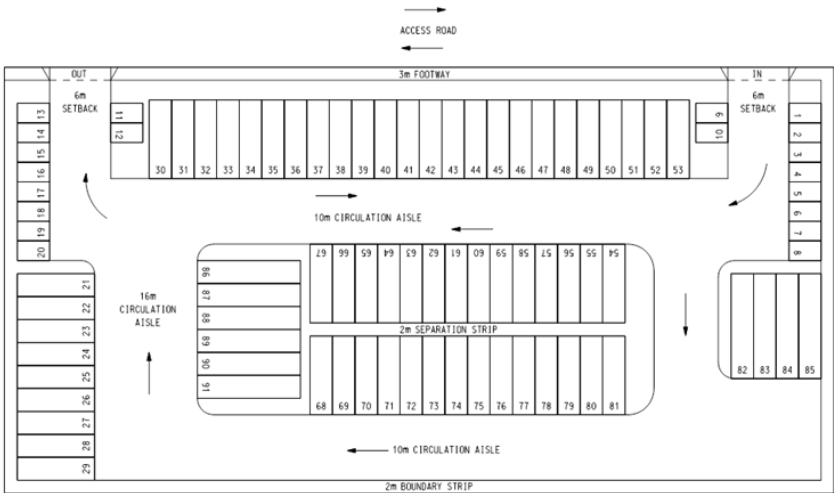 ACCESS ROAD
OUT
3m FOOTWAY
IN
6m
SETBACK
6m
SETBACK
13
14
15
16
17
18
19
20
11
12
30 31 32 33 34 35 36 37 38 39 40 41 42 43 44 45 46 47 48 49 50 51 52 53
9
10
1
2
3
4
5
6
7
8
10m CIRCULATION AISLE
67 66 65 64 63 62 61 60 59 58 57 56 55 54
21
22
23
24
25
26
27
28
29
16m
CIRCULATION
AISLE
86
87
88
89
90
91
2m SEPARATION STRIP
68 69 70 71 72 73 74 75 76 77 78 79 80 81
82 83 84 85
10m CIRCULATION AISLE
2m BOUNDARY STRIP